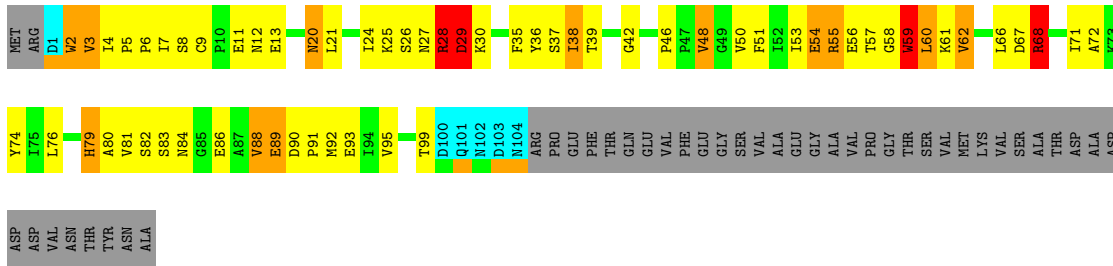 MET ARG D1 W2 V3 I4 P5 P6 I7 S8 C9 P10 E11 N12 E13 N20 L21 I24 K25 S26 N27 R28 D29 K30 F35 Y36 S37 I38 T39 G42 P46 P47 V48 G49 V50 F51 I52 I53 E54 R55 E56 T57 G58 W59 L60 K61 V62 L66 D67 R68 I71 A72 K73
Y74 I75 L76 H79 A80 V81 S82 S83 N84 G85 E86 A87 V88 E89 D90 P91 M92 E93 I94 V95 T99 D100 Q101 N102 D103 N104 ARG PRO GLU PHE THR GLN GLU VAL PHE GLU GLY SER VAL ALA GLU GLY ALA VAL PRO GLY THR SER VAL MET LYS VAL SER ALA THR ASP ALA
ASP ASP VAL ASN THR TYR ASN ALA